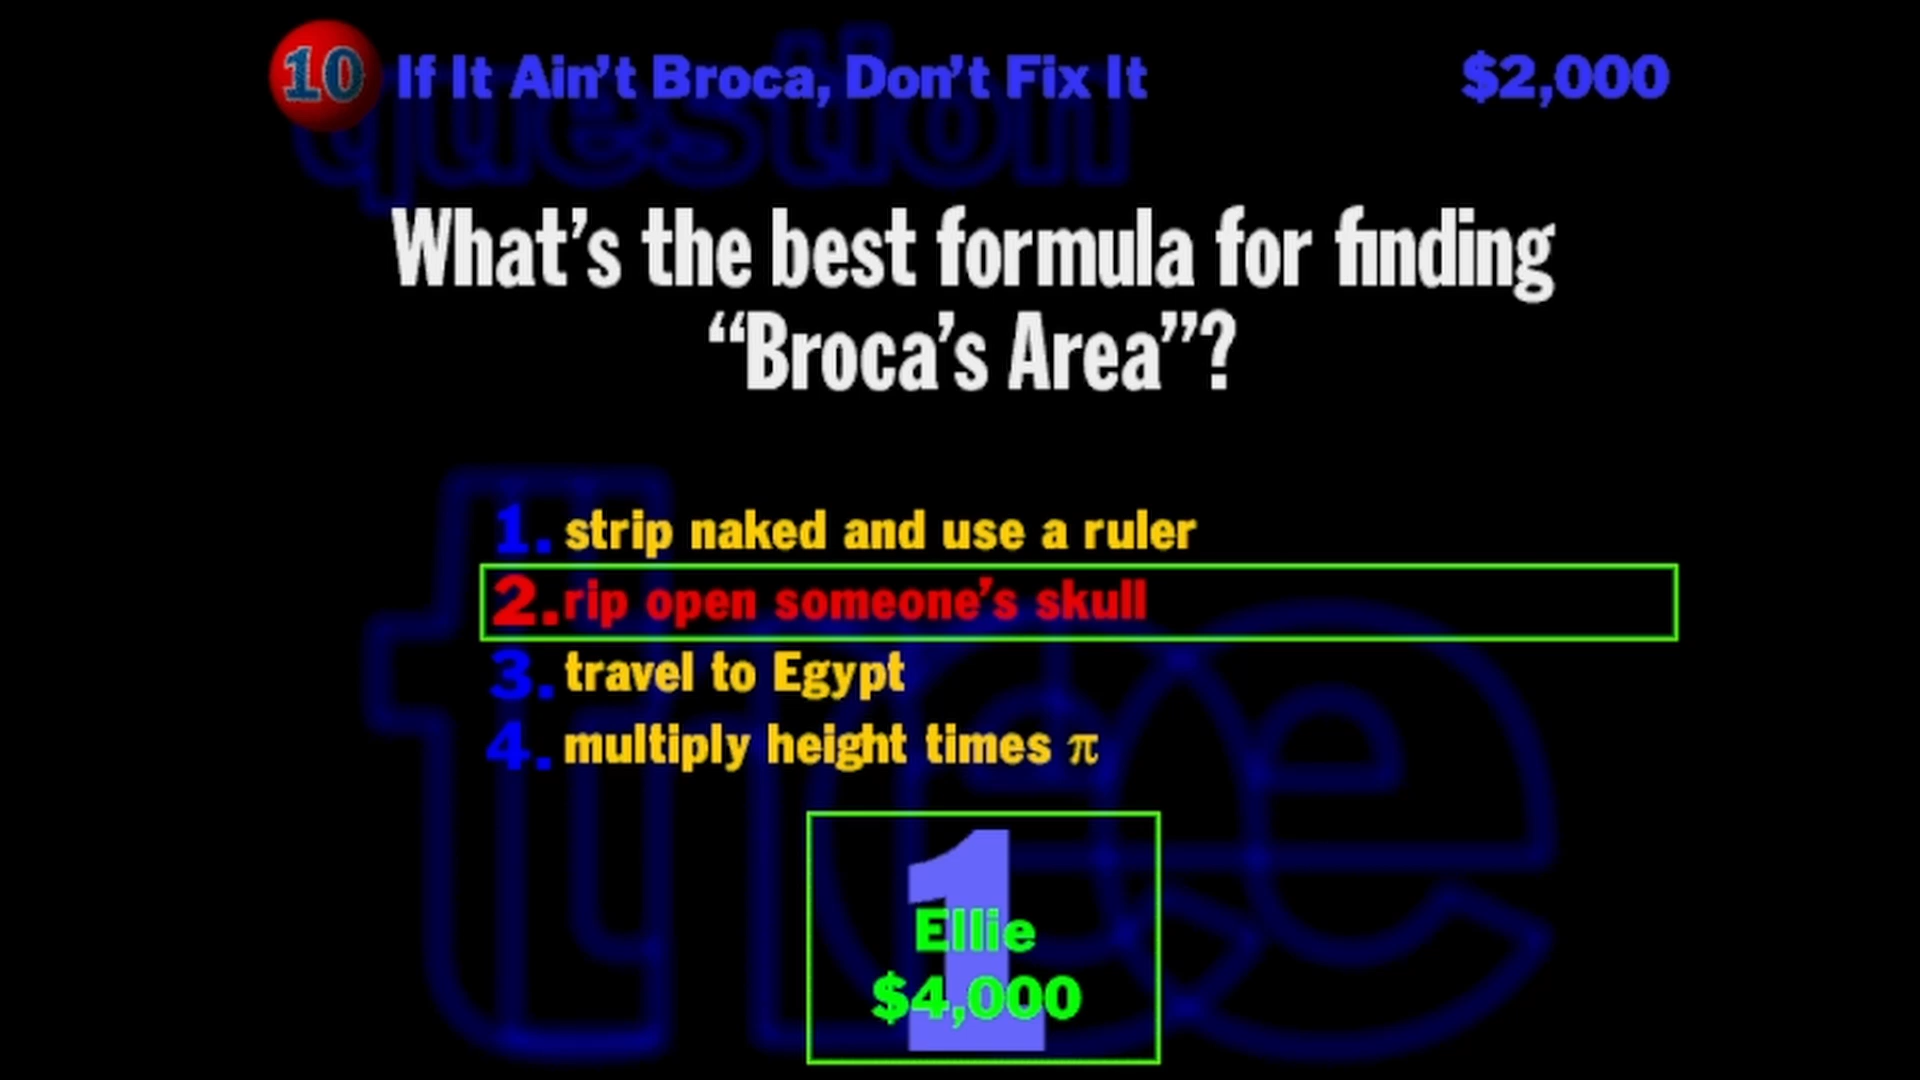 question
10 If It Ain't Broca, Don't Fix It $2,000
What's the best formula for finding
“Broca's Area”?
1. strip naked and use a ruler
2. rip open someone's skull
3. travel to Egypt
4. multiply height times π
1
Ellie
$4,000